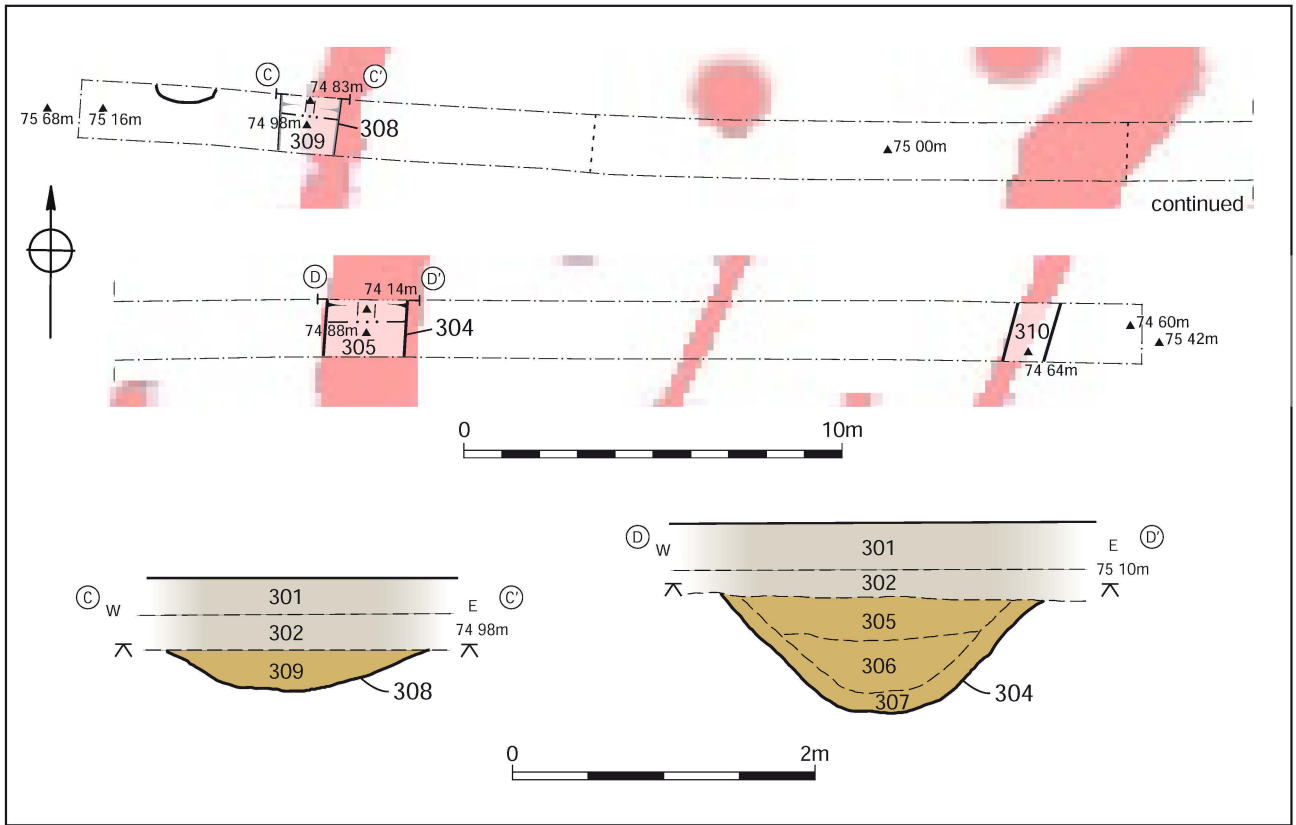 C C'
74 83m
75 68m 75 16m 74 98m 308
309
75 00m
continued
D D'
74 14m
74 88m 304
305
310
74 60m
75 42m
74 64m
0 10m
C W 301 E C'
302 74 98m
309
308
D W 301 E D'
302 75 10m
305
306
307 304
0 2m